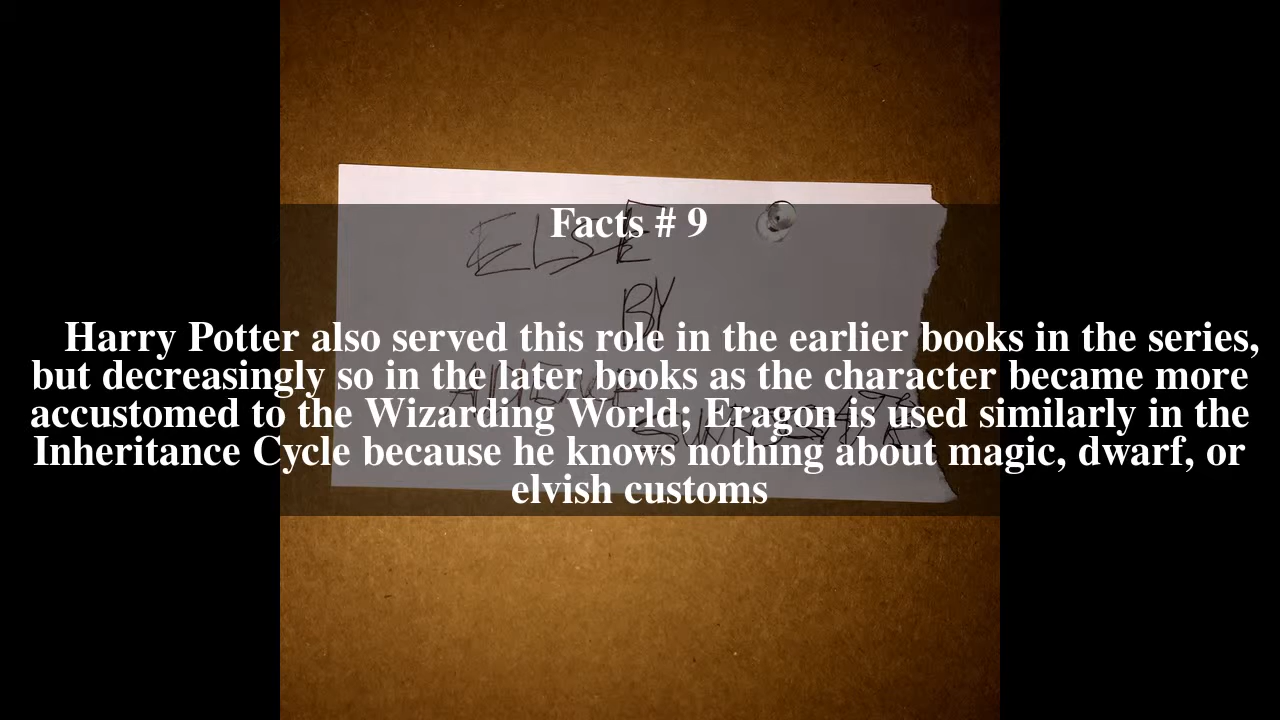 Facts # 9
ELSE
BY
AUDIENCE
SURROGATE
Harry Potter also served this role in the earlier books in the series,
but decreasingly so in the later books as the character became more
accustomed to the Wizarding World; Eragon is used similarly in the
Inheritance Cycle because he knows nothing about magic, dwarf, or
elvish customs